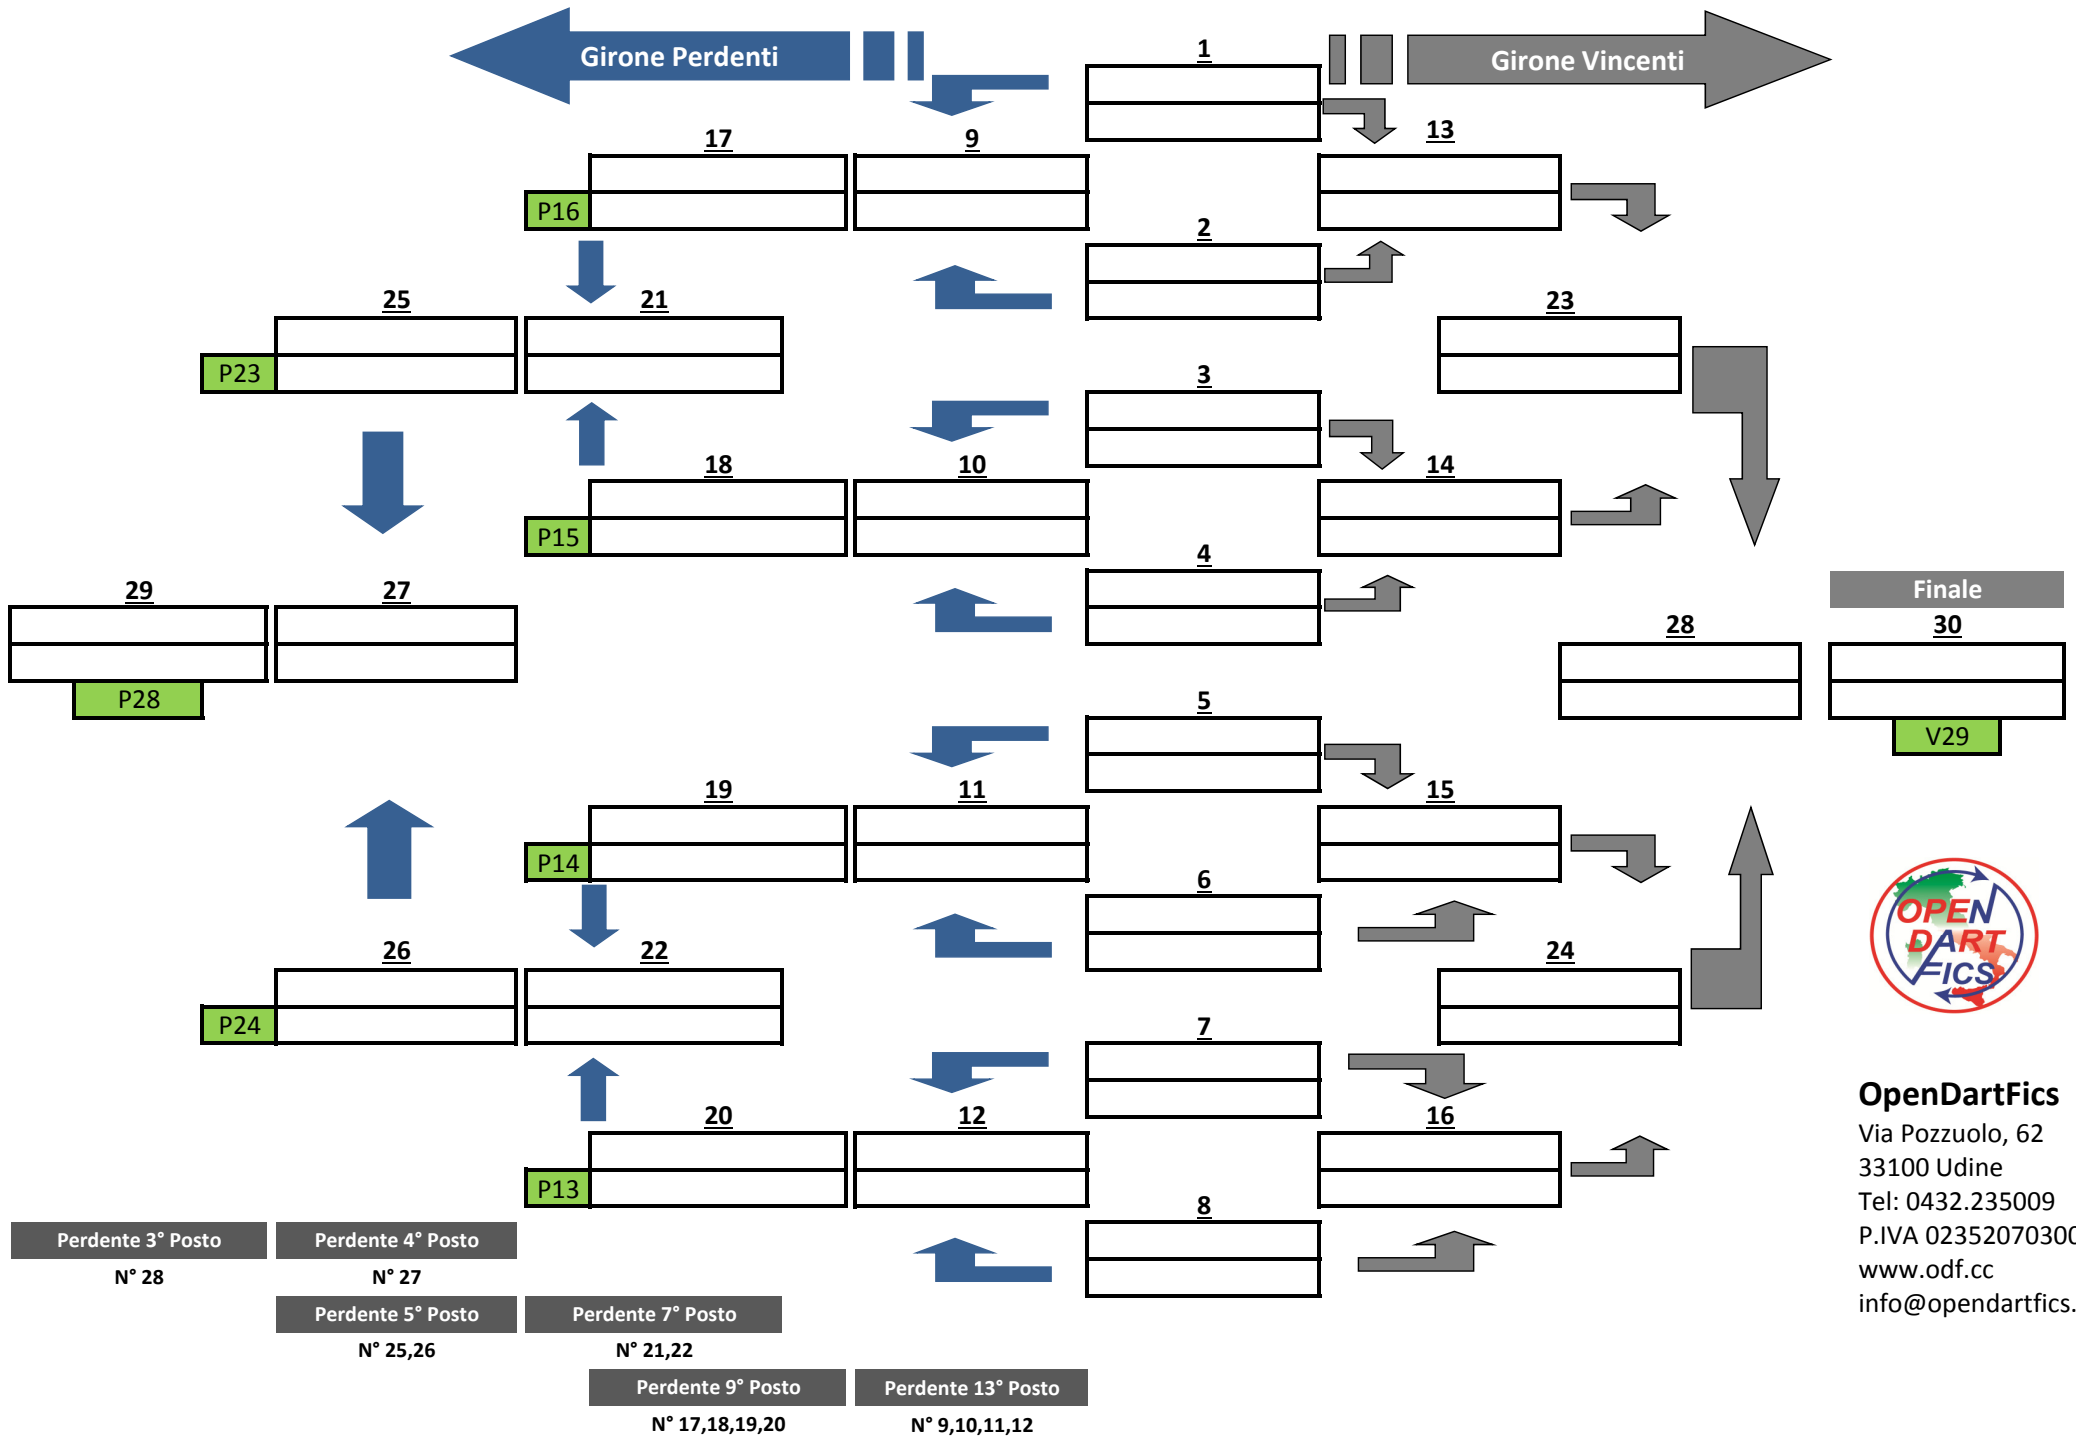 Girone Perdenti
1
Girone Vincenti
17
9
13
P16
2
25
21
23
P23
3
18
10
14
P15
4
29
27
Finale
28
30
P28
5
V29
19
11
15
P14
6
26
22
24
P24
7
20
12
16
P13
8
OPEN
DART
FICS
OpenDartFics
Via Pozzuolo, 62
33100 Udine
Tel: 0432.235009
P.IVA 02352070300
www.odf.cc
info@opendartfics.
Perdente 3° Posto
Perdente 4° Posto
N° 28
N° 27
Perdente 5° Posto
Perdente 7° Posto
N° 25,26
N° 21,22
Perdente 9° Posto
Perdente 13° Posto
N° 17,18,19,20
N° 9,10,11,12